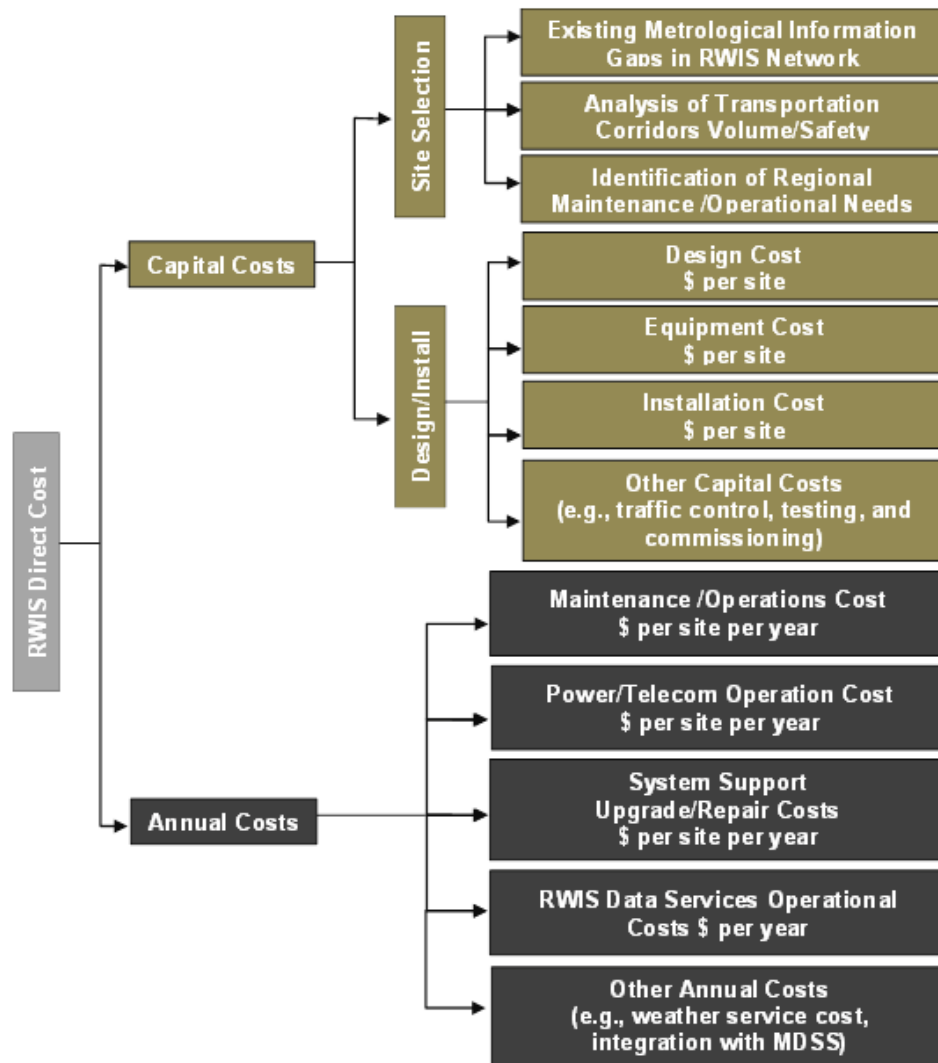 RWIS Direct Cost
Capital Costs
Site Selection
Existing Metrological Information
Gaps in RWIS Network
Analysis of Transportation
Corridors Volume/Safety
Identification of Regional
Maintenance /Operational Needs
Design/Install
Design Cost
$ per site
Equipment Cost
$ per site
Installation Cost
$ per site
Other Capital Costs
(e.g., traffic control, testing, and
commissioning)
Annual Costs
Maintenance /Operations Cost
$ per site per year
Power/Telecom Operation Cost
$ per site per year
System Support
Upgrade/Repair Costs
$ per site per year
RWIS Data Services Operational
Costs $ per year
Other Annual Costs
(e.g., weather service cost,
integration with MDSS)